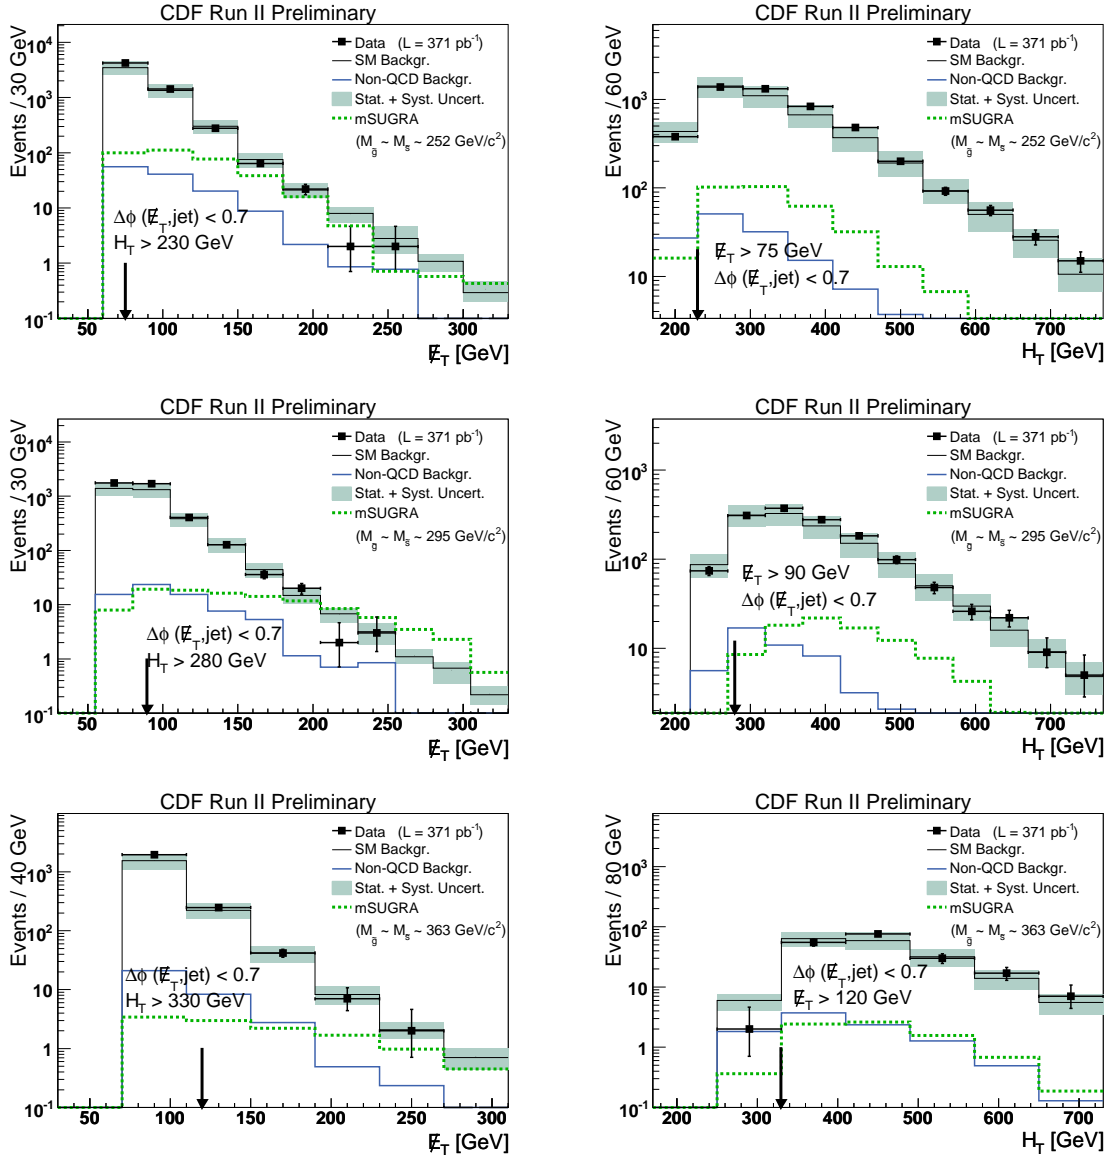 CDF Run II Preliminary
Events / 30 GeV
10⁴
10³
10²
10
1
10⁻¹
Data (L = 371 pb⁻¹)
SM Backgr.
Non-QCD Backgr.
Stat. + Syst. Uncert.
mSUGRA
(M_g̃ ~ M_s̃ ~ 252 GeV/c²)
Δϕ (E̸_T,jet) < 0.7
H_T > 230 GeV
50 100 150 200 250 300
E̸_T [GeV]
CDF Run II Preliminary
Events / 60 GeV
10³
10²
10
Data (L = 371 pb⁻¹)
SM Backgr.
Non-QCD Backgr.
Stat. + Syst. Uncert.
mSUGRA
(M_g̃ ~ M_s̃ ~ 252 GeV/c²)
E̸_T > 75 GeV
Δϕ (E̸_T,jet) < 0.7
200 300 400 500 600 700
H_T [GeV]
CDF Run II Preliminary
Events / 30 GeV
10⁴
10³
10²
10
1
10⁻¹
Data (L = 371 pb⁻¹)
SM Backgr.
Non-QCD Backgr.
Stat. + Syst. Uncert.
mSUGRA
(M_g̃ ~ M_s̃ ~ 295 GeV/c²)
Δϕ (E̸_T,jet) < 0.7
H_T > 280 GeV
50 100 150 200 250 300
E̸_T [GeV]
CDF Run II Preliminary
Events / 60 GeV
10³
10²
10
Data (L = 371 pb⁻¹)
SM Backgr.
Non-QCD Backgr.
Stat. + Syst. Uncert.
mSUGRA
(M_g̃ ~ M_s̃ ~ 295 GeV/c²)
E̸_T > 90 GeV
Δϕ (E̸_T,jet) < 0.7
200 300 400 500 600 700
H_T [GeV]
CDF Run II Preliminary
Events / 40 GeV
10³
10²
10
1
10⁻¹
Data (L = 371 pb⁻¹)
SM Backgr.
Non-QCD Backgr.
Stat. + Syst. Uncert.
mSUGRA
(M_g̃ ~ M_s̃ ~ 363 GeV/c²)
Δϕ (E̸_T,jet) < 0.7
H_T > 330 GeV
50 100 150 200 250 300
E̸_T [GeV]
CDF Run II Preliminary
Events / 80 GeV
10³
10²
10
1
10⁻¹
Data (L = 371 pb⁻¹)
SM Backgr.
Non-QCD Backgr.
Stat. + Syst. Uncert.
mSUGRA
(M_g̃ ~ M_s̃ ~ 363 GeV/c²)
Δϕ (E̸_T,jet) < 0.7
E̸_T > 120 GeV
200 300 400 500 600 700
H_T [GeV]